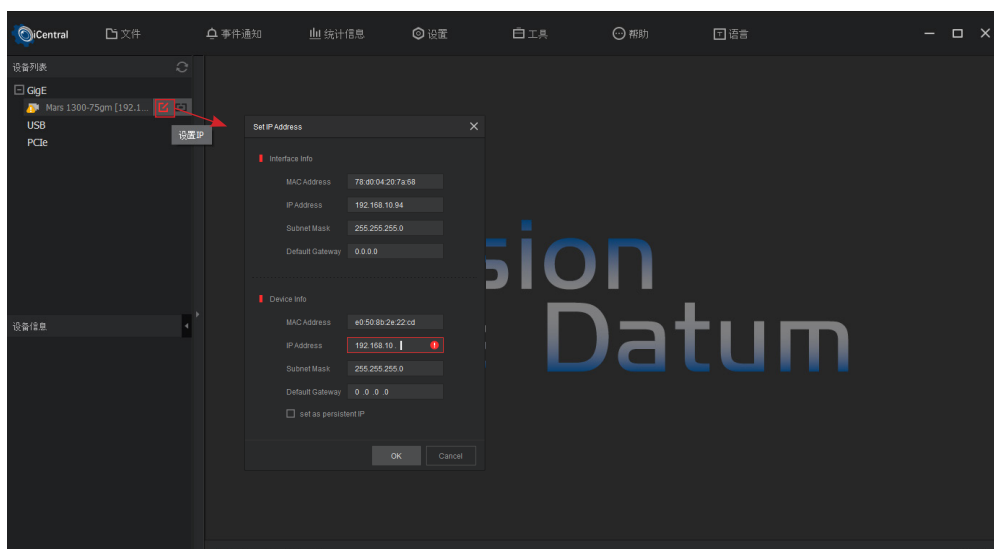 iCentral 文件 事件通知 统计信息 设置 工具 帮助 语言
设备列表
GigE
Mars 1300-75gm [192.1...
USB
PCIe
设置IP
Set IP Address
Interface Info
MAC Address 78:d0:04:20:7a:68
IP Address 192.168.10.94
Subnet Mask 255.255.255.0
Default Gateway 0.0.0.0
Device Info
MAC Address e0:50:8b:2e:22:cd
IP Address 192.168.10 .
Subnet Mask 255.255.255.0
Default Gateway 0 .0 .0 .0
set as persistent IP
OK Cancel
设备信息
sion
Datum